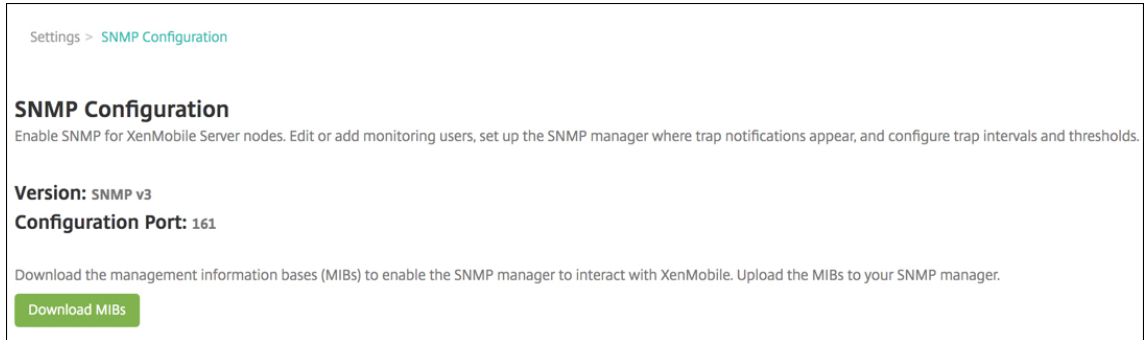 Settings > SNMP Configuration
SNMP Configuration
Enable SNMP for XenMobile Server nodes. Edit or add monitoring users, set up the SNMP manager where trap notifications appear, and configure trap intervals and thresholds.
Version: SNMP v3
Configuration Port: 161
Download the management information bases (MIBs) to enable the SNMP manager to interact with XenMobile. Upload the MIBs to your SNMP manager.
Download MIBs